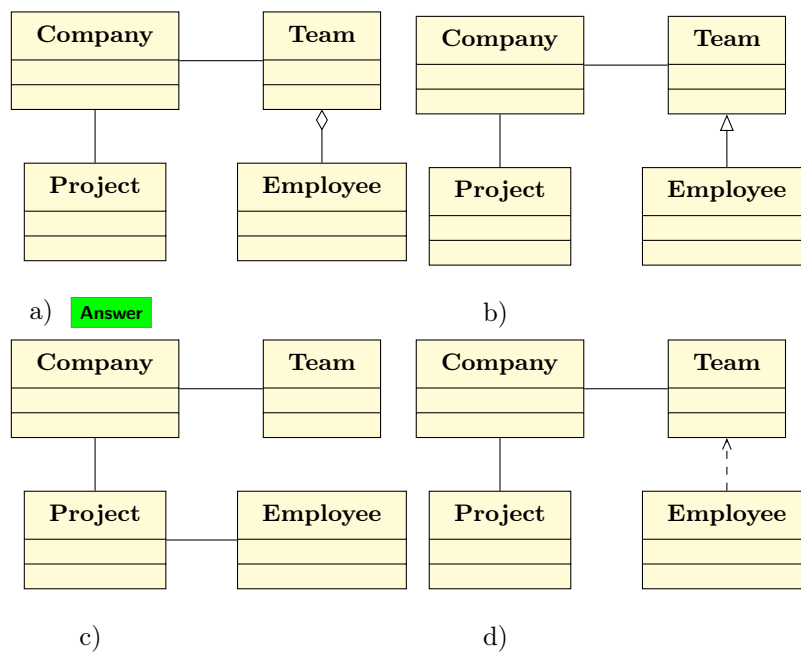 Company Team
Project Employee
Company Team
Project Employee
a) Answer
b)
Company Team
Project Employee
Company Team
Project Employee
c)
d)